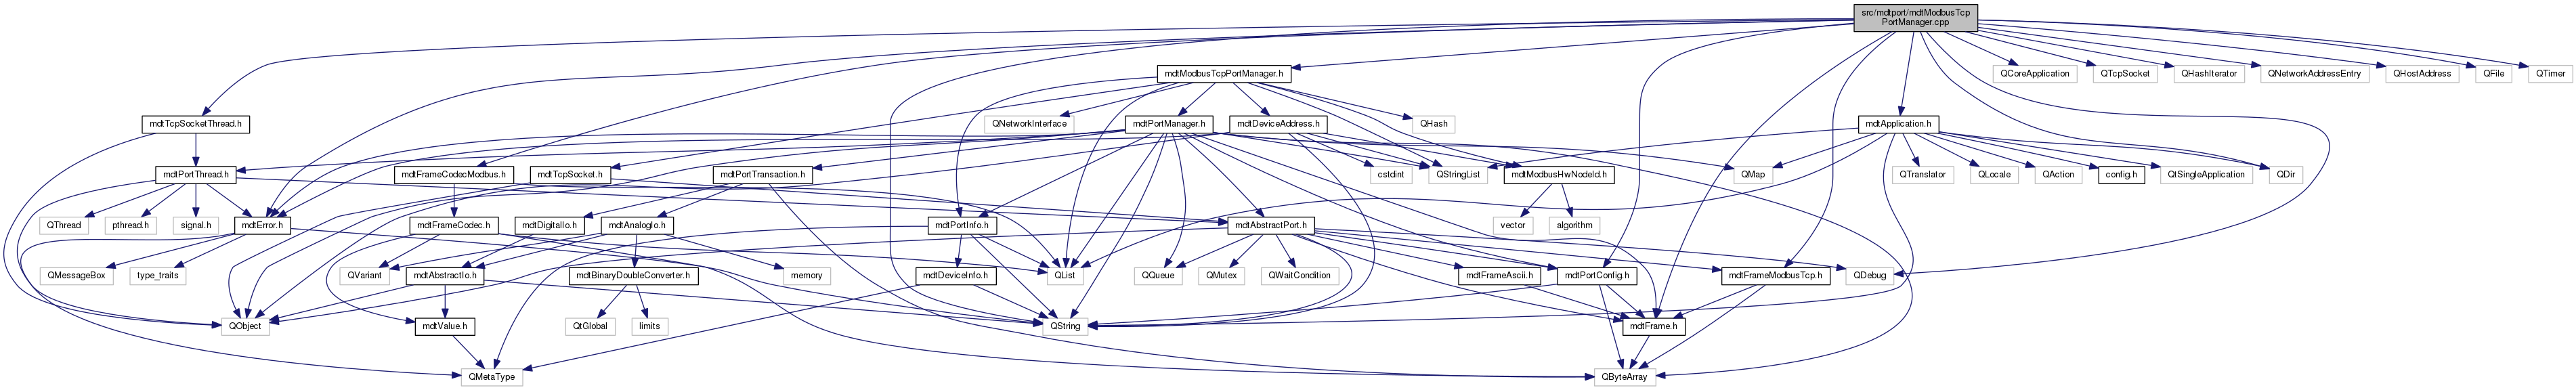 src/mdtport/mdtModbusTcp
PortManager.cpp
mdtModbusTcpPortManager.h
QCoreApplication
QTcpSocket
QHashIterator
QNetworkAddressEntry
QHostAddress
QFile
QTimer
mdtTcpSocketThread.h
QNetworkInterface
mdtPortManager.h
mdtDeviceAddress.h
QHash
mdtApplication.h
mdtPortThread.h
mdtFrameCodecModbus.h
mdtTcpSocket.h
mdtPortTransaction.h
cstdint
QStringList
mdtModbusHwNodeId.h
QMap
QTranslator
QLocale
QAction
config.h
QtSingleApplication
QDir
QThread
pthread.h
signal.h
mdtError.h
mdtFrameCodec.h
mdtDigitalIo.h
mdtAnalogIo.h
mdtPortInfo.h
mdtAbstractPort.h
vector
algorithm
QMessageBox
type_traits
QVariant
mdtAbstractIo.h
mdtBinaryDoubleConverter.h
memory
mdtDeviceInfo.h
QList
QQueue
QMutex
QWaitCondition
mdtFrameAscii.h
mdtPortConfig.h
mdtFrameModbusTcp.h
QDebug
QObject
mdtValue.h
QtGlobal
limits
QString
mdtFrame.h
QMetaType
QByteArray